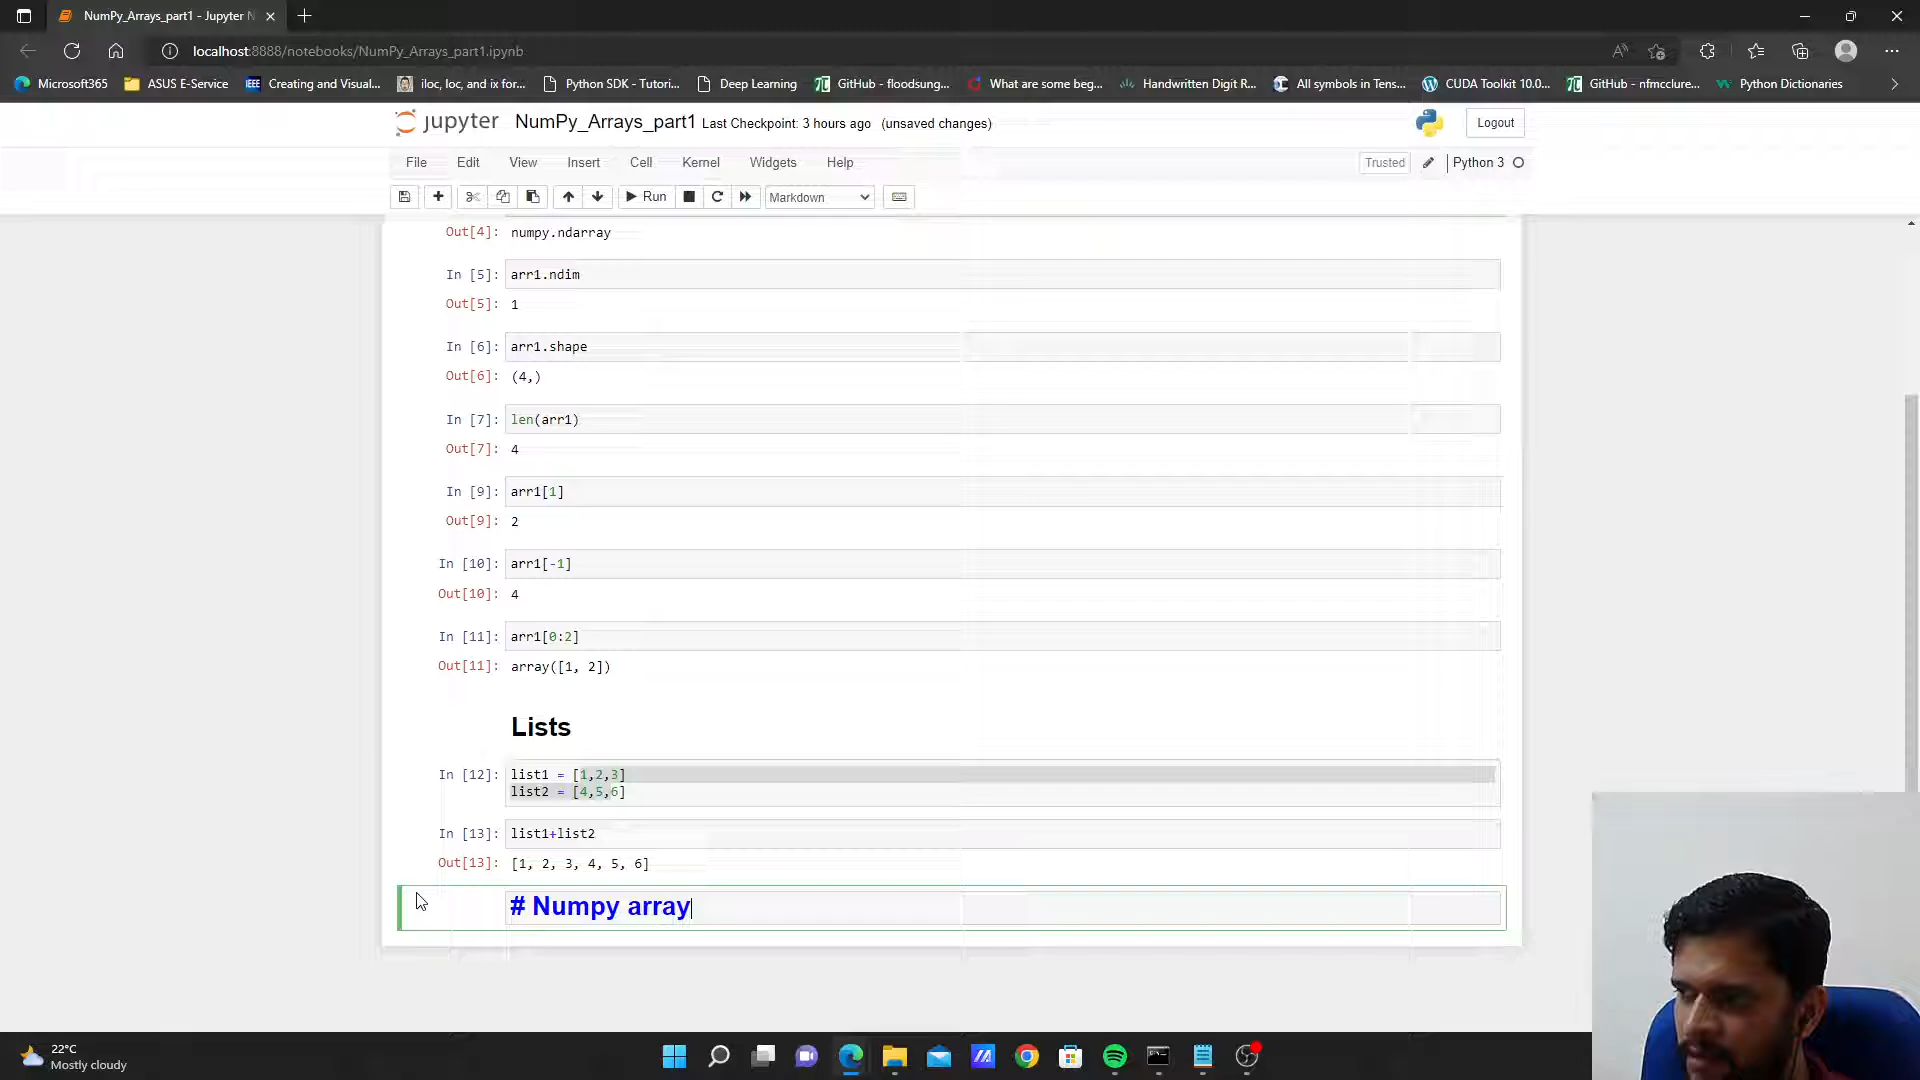 NumPy_Arrays_part1 - Jupyter N
localhost:8888/notebooks/NumPy_Arrays_part1.ipynb
Microsoft365
ASUS E-Service
IEEE Creating and Visual...
iloc, loc, and ix for...
Python SDK - Tutori...
Deep Learning
GitHub - floodsung...
What are some beg...
Handwritten Digit R...
All symbols in Tens...
CUDA Toolkit 10.0...
GitHub - nfmcclure...
Python Dictionaries
jupyter NumPy_Arrays_part1 Last Checkpoint: 3 hours ago (unsaved changes)
Logout
File Edit View Insert Cell Kernel Widgets Help
Trusted Python 3
Run Markdown
Out[4]: numpy.ndarray
In [5]: arr1.ndim
Out[5]: 1
In [6]: arr1.shape
Out[6]: (4,)
In [7]: len(arr1)
Out[7]: 4
In [9]: arr1[1]
Out[9]: 2
In [10]: arr1[-1]
Out[10]: 4
In [11]: arr1[0:2]
Out[11]: array([1, 2])
Lists
In [12]: list1 = [1,2,3]
list2 = [4,5,6]
In [13]: list1+list2
Out[13]: [1, 2, 3, 4, 5, 6]
# Numpy array
22°C
Mostly cloudy